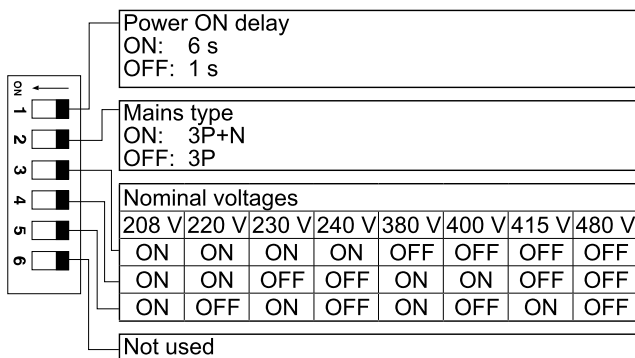 Power ON delay
ON: 6 s
OFF: 1 s
ON
1
2
3
4
5
6
Mains type
ON: 3P+N
OFF: 3P
Nominal voltages
208 V 220 V 230 V 240 V 380 V 400 V 415 V 480 V
ON ON ON ON OFF OFF OFF OFF
ON ON OFF OFF ON ON OFF OFF
ON OFF ON OFF ON OFF ON OFF
Not used